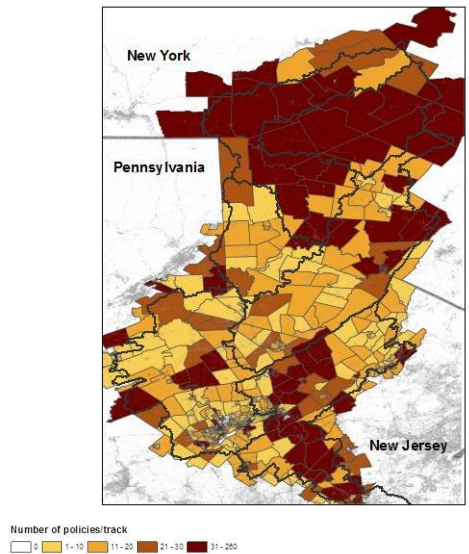 New York
Pennsylvania
New Jersey
Number of policies/track
0 1 - 10 11 - 20 21 - 30 31 - 260